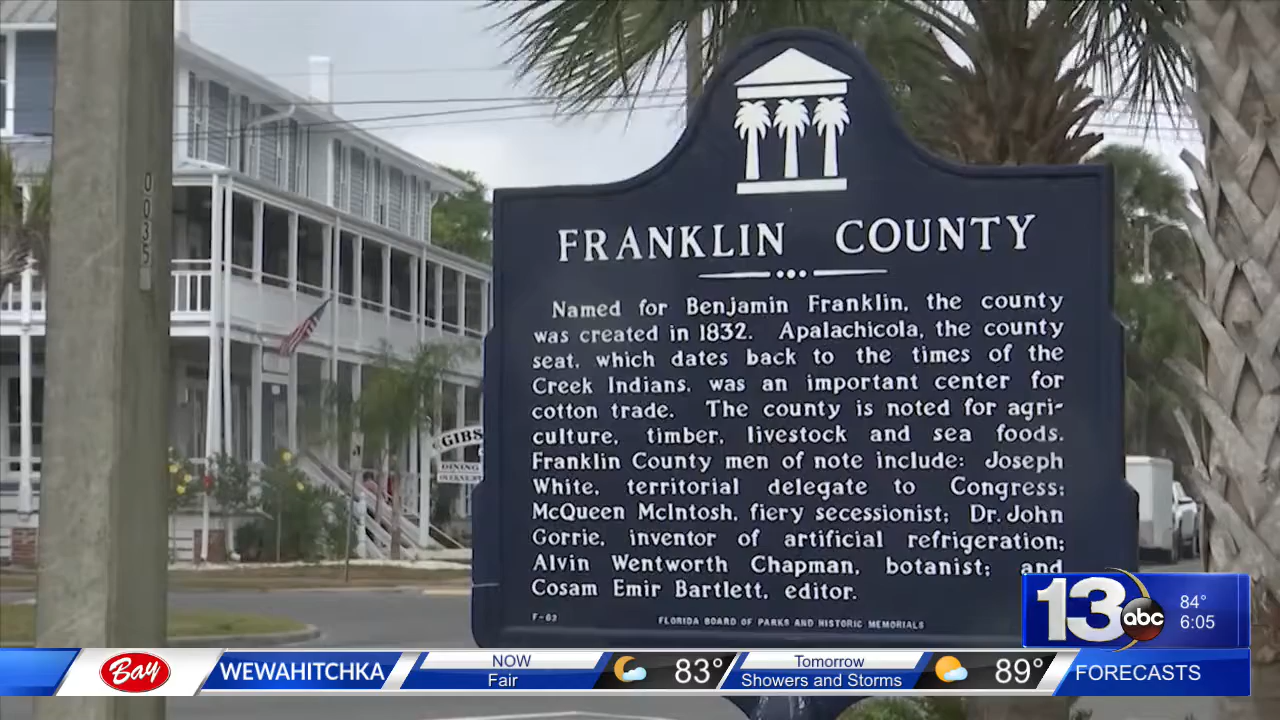 0035
GIBS
DINING
FRANKLIN COUNTY
Named for Benjamin Franklin, the county
was created in 1832. Apalachicola, the county
seat, which dates back to the times of the
Creek Indians, was an important center for
cotton trade. The county is noted for agri-
culture, timber, livestock and sea foods.
Franklin County men of note include: Joseph
White, territorial delegate to Congress;
McQueen McIntosh, fiery secessionist; Dr. John
Gorrie, inventor of artificial refrigeration;
Alvin Wentworth Chapman, botanist; and
Cosam Emir Bartlett, editor.
F-62
FLORIDA BOARD OF PARKS AND HISTORIC MEMORIALS
13 abc
84°
6:05
Bay
WEWAHITCHKA
NOW
Fair
83°
Tomorrow
Showers and Storms
89°
FORECASTS